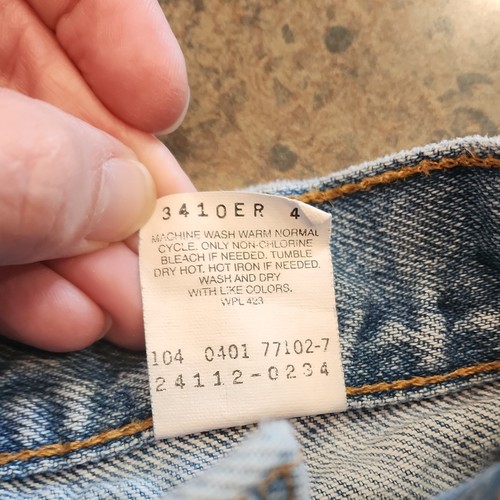 3410ER 4
MACHINE WASH WARM NORMAL
CYCLE. ONLY NON-CHLORINE
BLEACH IF NEEDED. TUMBLE
DRY HOT. HOT IRON IF NEEDED.
WASH AND DRY
WITH LIKE COLORS.
WPL 423
104 0401 77102-7
24112-0234